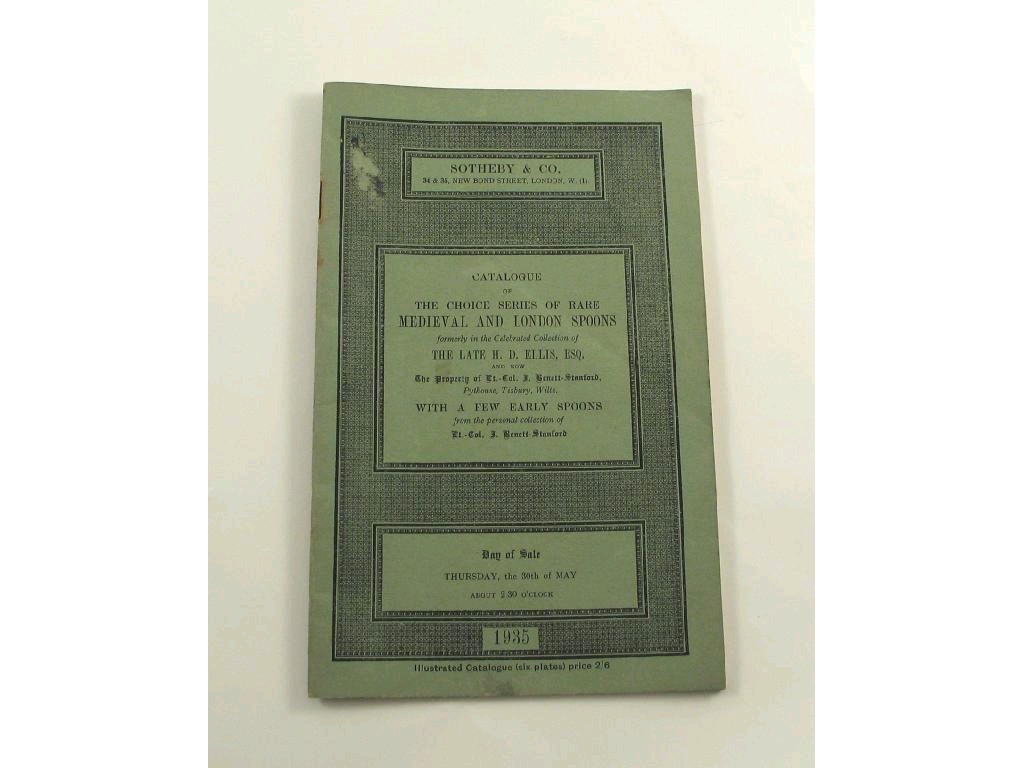 SOTHEBY & CO.
34 & 35, NEW BOND STREET, LONDON, W. (1).
CATALOGUE
OF
THE CHOICE SERIES OF RARE
MEDIEVAL AND LONDON SPOONS
formerly in the Celebrated Collection of
THE LATE H. D. ELLIS, ESQ.
AND NOW
The Property of Lt.-Col. J. Benett-Stanford,
Pythouse, Tisbury, Wilts.
WITH A FEW EARLY SPOONS
from the personal collection of
Lt.-Col. J. Benett-Stanford
Day of Sale
THURSDAY, the 30th of MAY
ABOUT 2.30 O'CLOCK
1935
Illustrated Catalogue (six plates) price 2/6